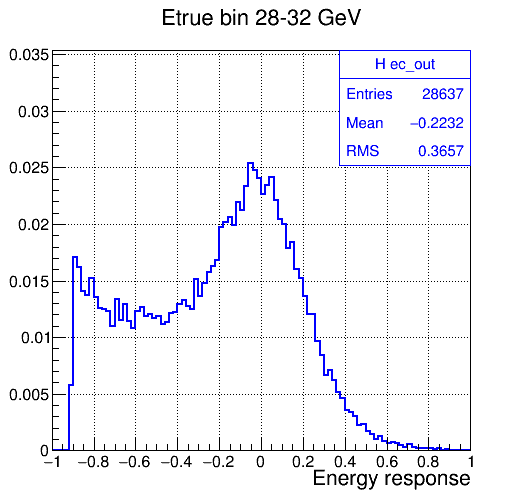 Etrue bin 28-32 GeV
H ec_out
Entries 28637
Mean −0.2232
RMS 0.3657
0.035
0.03
0.025
0.02
0.015
0.01
0.005
0
−1 −0.8 −0.6 −0.4 −0.2 0 0.2 0.4 0.6 0.8 1
Energy response